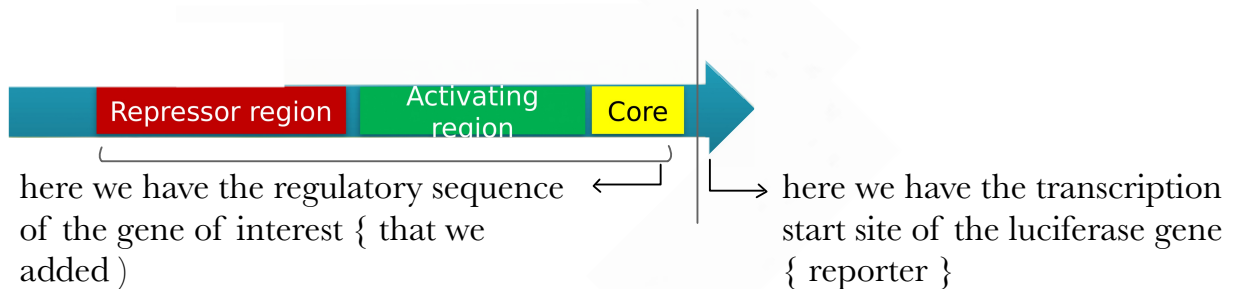 Repressor region
Activating
region
Core
here we have the regulatory sequence
of the gene of interest { that we
added )
here we have the transcription
start site of the luciferase gene
{ reporter }